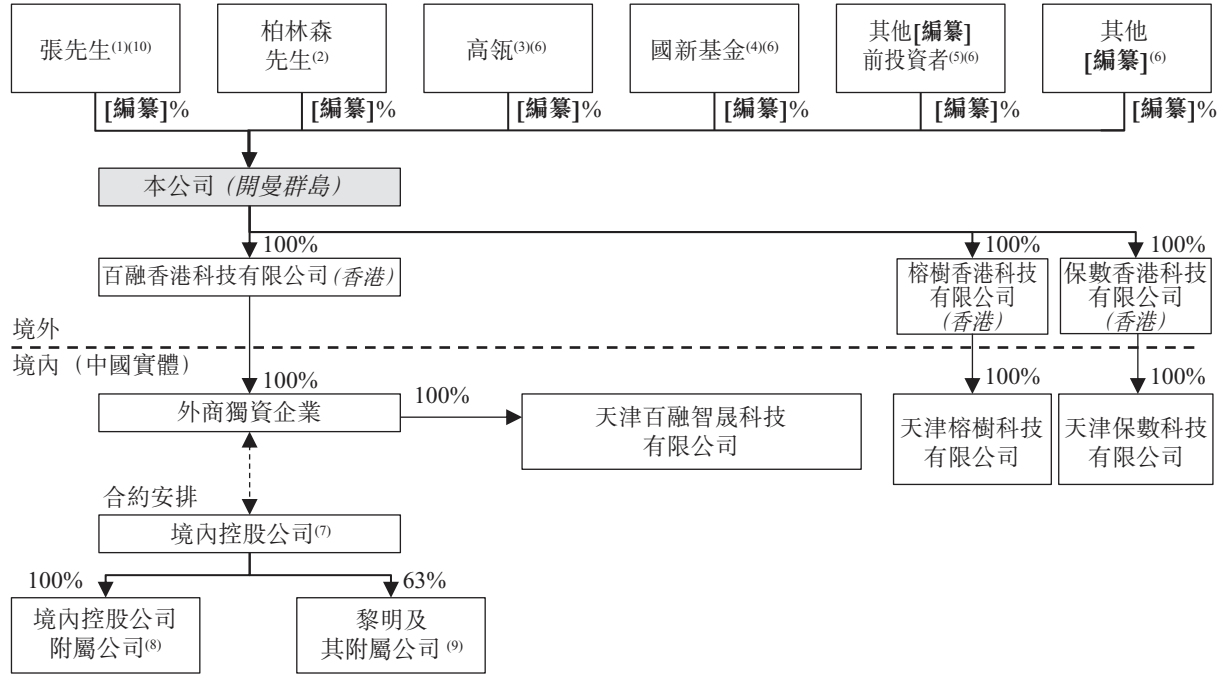 張先生(1)(10)
柏林森
先生(2)
高瓴(3)(6)
國新基金(4)(6)
其他[編纂]
前投資者(5)(6)
其他
[編纂](6)
[編纂]%
[編纂]%
[編纂]%
[編纂]%
[編纂]%
[編纂]%
本公司（開曼群島）
100%
100%
100%
百融香港科技有限公司（香港）
榕樹香港科技
有限公司
（香港）
保數香港科技
有限公司
（香港）
境外
境內（中國實體）
100%
100%
100%
外商獨資企業
100%
天津百融智晟科技
有限公司
天津榕樹科技
有限公司
天津保數科技
有限公司
合約安排
境內控股公司(7)
100%
63%
境內控股公司
附屬公司(8)
黎明及
其附屬公司(9)